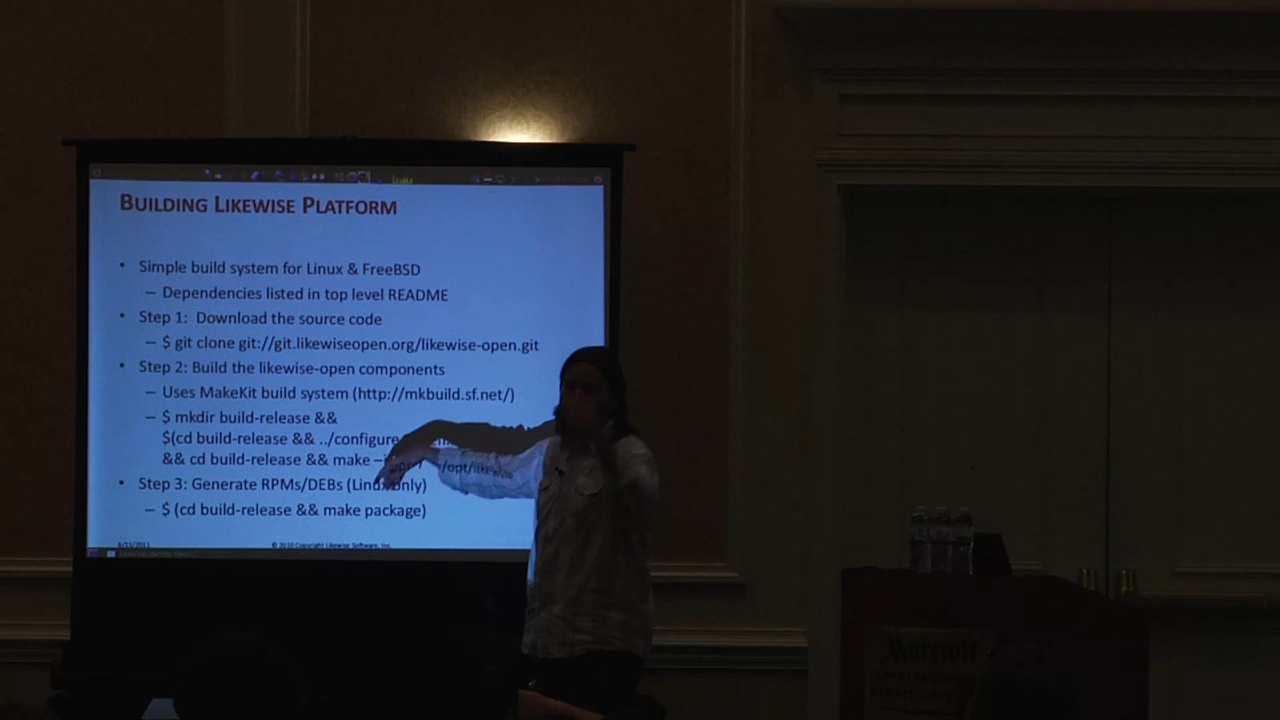 BUILDING LIKEWISE PLATFORM
• Simple build system for Linux & FreeBSD
– Dependencies listed in top level README
• Step 1: Download the source code
– $ git clone git://git.likewiseopen.org/likewise-open.git
• Step 2: Build the likewise-open components
– Uses MakeKit build system (http://mkbuild.sf.net/)
– $ mkdir build-release &&
$(cd build-release && ../configure
&& cd build-release && make
• Step 3: Generate RPMs/DEBs (Linux only)
– $ (cd build-release && make package)
© 2010 Copyright Likewise Software, Inc.
Marriott